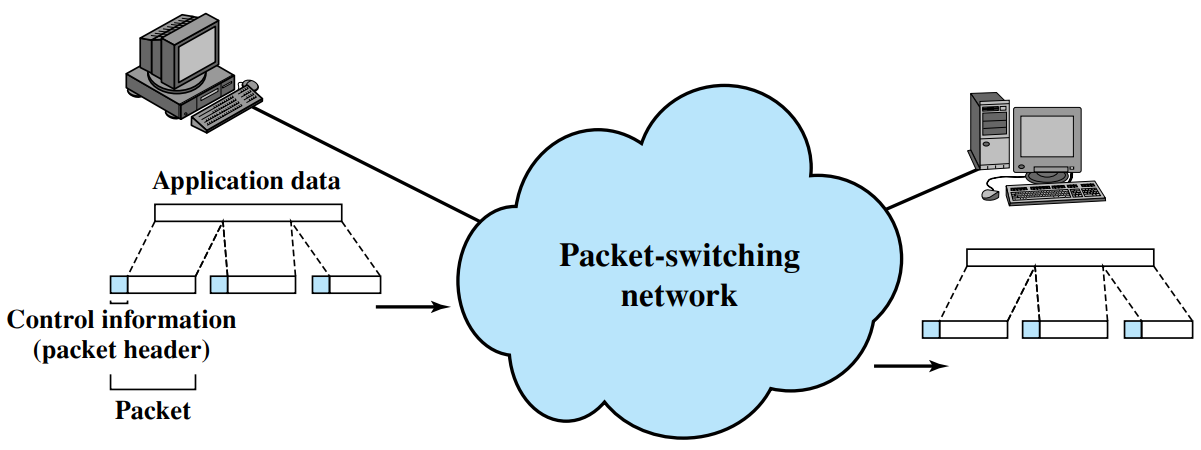 Application data
Packet-switching
network
Control information
(packet header)
Packet